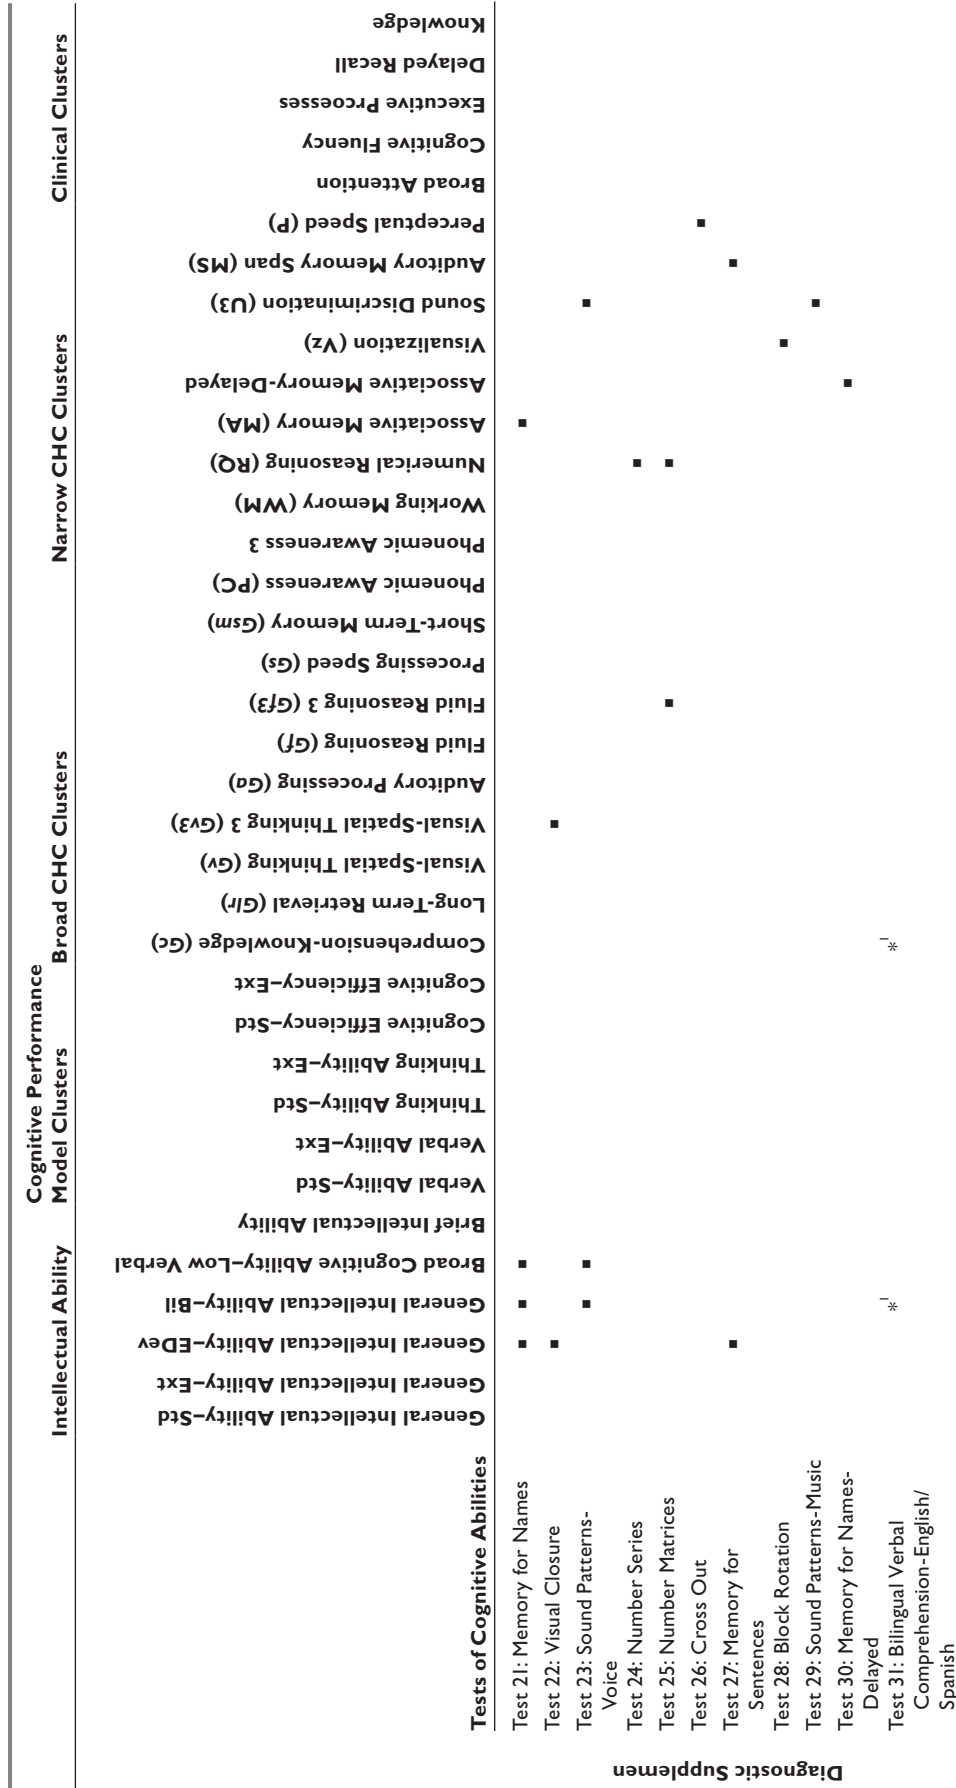 Intellectual Ability
Cognitive Performance
Model Clusters
Broad CHC Clusters
Narrow CHC Clusters
Clinical Clusters
Tests of Cognitive Abilities
General Intellectual Ability–Std
General Intellectual Ability–Ext
General Intellectual Ability–EDev
General Intellectual Ability–Bil
Broad Cognitive Ability–Low Verbal
Brief Intellectual Ability
Verbal Ability–Std
Verbal Ability–Ext
Thinking Ability–Std
Thinking Ability–Ext
Cognitive Efficiency–Std
Cognitive Efficiency–Ext
Comprehension-Knowledge (Gc)
Long-Term Retrieval (Glr)
Visual-Spatial Thinking (Gv)
Visual-Spatial Thinking 3 (Gv3)
Auditory Processing (Ga)
Fluid Reasoning (Gf)
Fluid Reasoning 3 (Gf3)
Processing Speed (Gs)
Short-Term Memory (Gsm)
Phonemic Awareness (PC)
Phonemic Awareness 3
Working Memory (WM)
Numerical Reasoning (RQ)
Associative Memory (MA)
Associative Memory-Delayed
Visualization (Vz)
Sound Discrimination (U3)
Auditory Memory Span (MS)
Perceptual Speed (P)
Broad Attention
Cognitive Fluency
Executive Prcoesses
Delayed Recall
Knowledge
Diagnostic Supplemen
Test 21: Memory for Names ■ ■ ■ ■
Test 22: Visual Closure ■ ■
Test 23: Sound Patterns- ■ ■ ■
Voice
Test 24: Number Series ■
Test 25: Number Matrices ■ ■
Test 26: Cross Out ■
Test 27: Memory for ■ ■
Sentences
Test 28: Block Rotation ■
Test 29: Sound Patterns-Music ■
Test 30: Memory for Names- ■
Delayed
Test 31: Bilingual Verbal –* –*
Comprehension-English/
Spanish